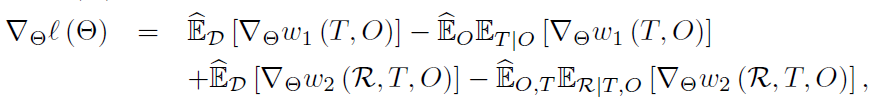 ∇_Θ ℓ (Θ) = 𝔼̂_𝒟 [∇_Θ w_1 (T, O)] − 𝔼̂_O 𝔼_{T|O} [∇_Θ w_1 (T, O)]
+𝔼̂_𝒟 [∇_Θ w_2 (ℛ, T, O)] − 𝔼̂_{O,T} 𝔼_{ℛ|T,O} [∇_Θ w_2 (ℛ, T, O)] ,